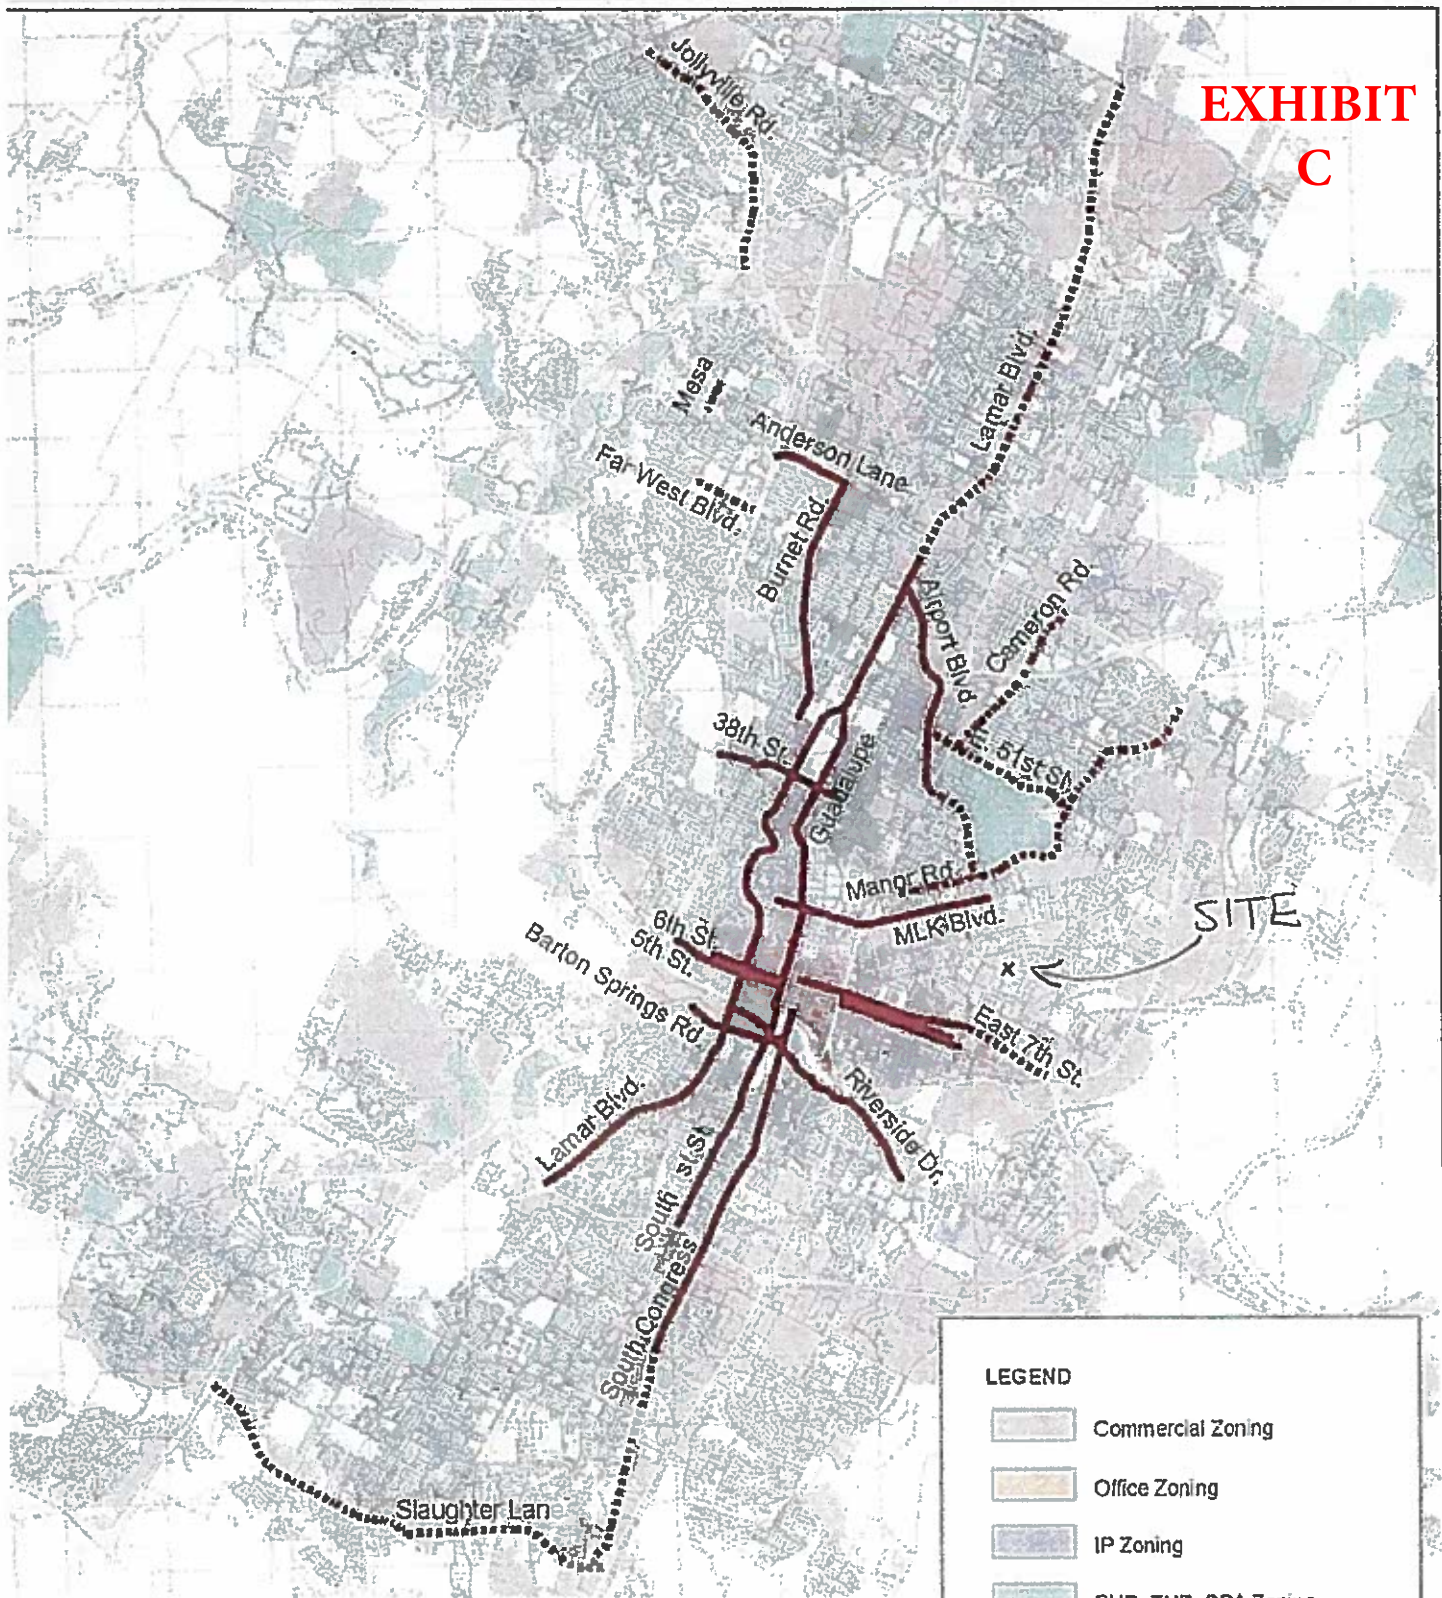 EXHIBIT
C
Jollyville Rd.
Lamar Blvd.
Mesa
Anderson Lane
Far West Blvd.
Burnet Rd.
Airport Blvd
Cameron Rd.
38th St.
E. 51st St
Guadalupe
Manor Rd.
MLK Blvd.
SITE
x
6th St.
5th St.
Barton Springs Rd
East 7th St.
Riverside Dr.
Lamar Blvd.
South st St
South Congress
Slaughter Lan
LEGEND
Commercial Zoning
Office Zoning
IP Zoning